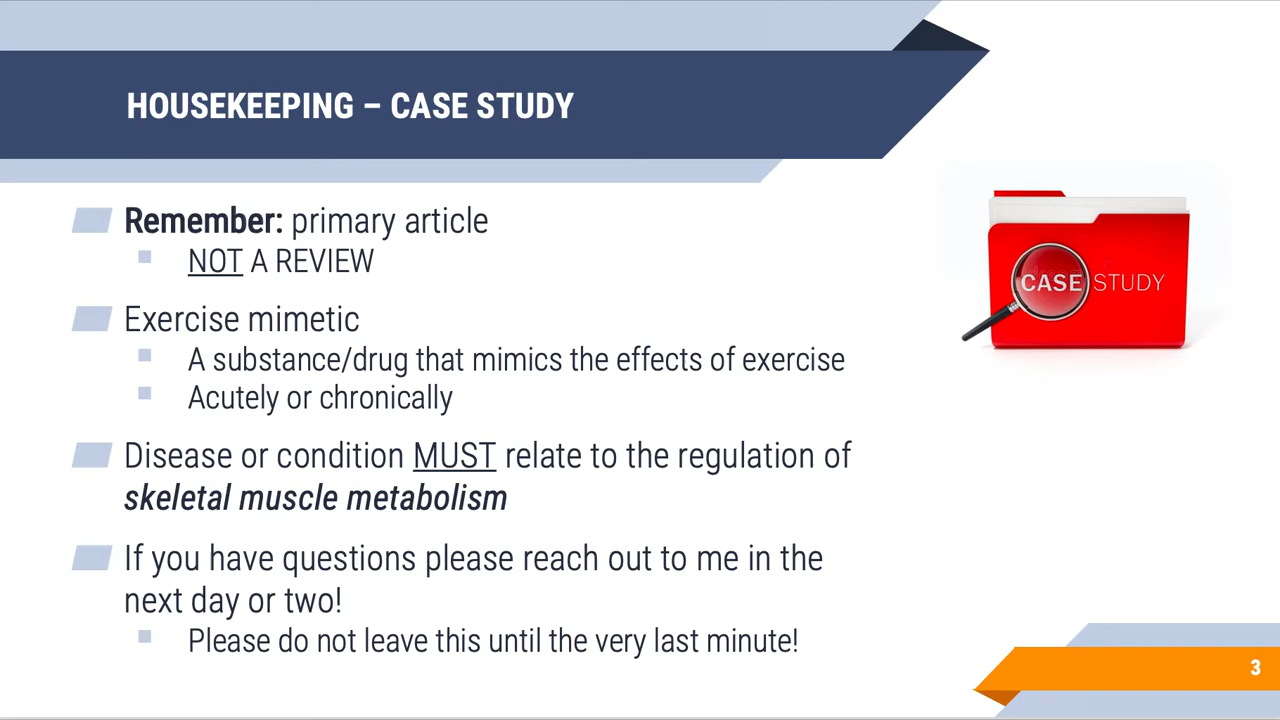 HOUSEKEEPING – CASE STUDY
Remember: primary article
NOT A REVIEW
Exercise mimetic
A substance/drug that mimics the effects of exercise
Acutely or chronically
Disease or condition MUST relate to the regulation of
skeletal muscle metabolism
If you have questions please reach out to me in the
next day or two!
Please do not leave this until the very last minute!
CASE STUDY
3